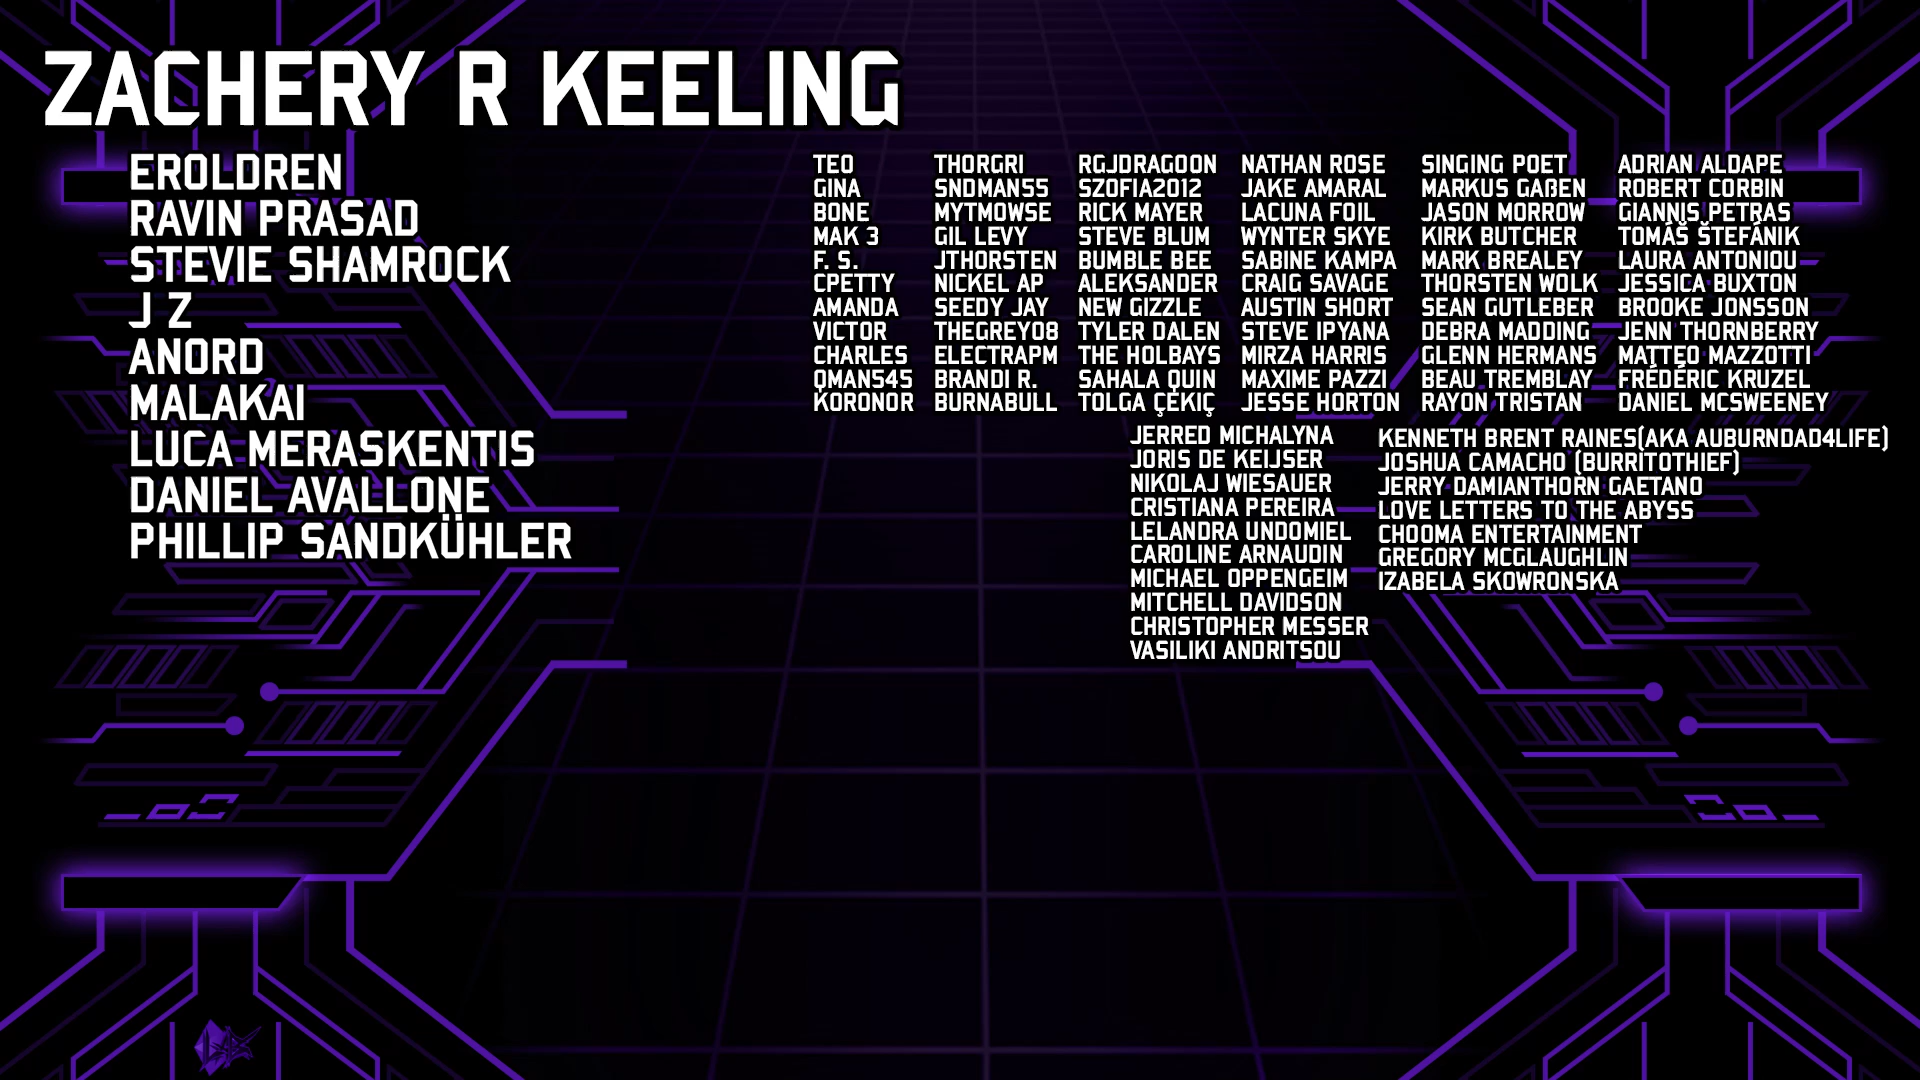 ZACHERY R KEELING
EROLDREN
RAVIN PRASAD
STEVIE SHAMROCK
J Z
ANORD
MALAKAI
LUCA MERASKENTIS
DANIEL AVALLONE
PHILLIP SANDKÜHLER
TEO
GINA
BONE
MAK 3
F. S.
CPETTY
AMANDA
VICTOR
CHARLES
QMAN545
KORONOR
THORGRI
SNDMAN55
MYTMOWSE
GIL LEVY
JTHORSTEN
NICKEL AP
SEEDY JAY
THEGREY08
ELECTRAPM
BRANDI R.
BURNABULL
RGJDRAGOON
SZOFIA2012
RICK MAYER
STEVE BLUM
BUMBLE BEE
ALEKSANDER
NEW GIZZLE
TYLER DALEN
THE HOLBAYS
SAHALA QUIN
TOLGA ÇEKIÇ
NATHAN ROSE
JAKE AMARAL
LACUNA FOIL
WYNTER SKYE
SABINE KAMPA
CRAIG SAVAGE
AUSTIN SHORT
STEVE IPYANA
MIRZA HARRIS
MAXIME PAZZI
JESSE HORTON
SINGING POET
MARKUS GAßEN
JASON MORROW
KIRK BUTCHER
MARK BREALEY
THORSTEN WOLK
SEAN GUTLEBER
DEBRA MADDING
GLENN HERMANS
BEAU TREMBLAY
RAYON TRISTAN
ADRIAN ALDAPE
ROBERT CORBIN
GIANNIS PETRAS
TOMÁŠ ŠTEFÁNIK
LAURA ANTONIOU
JESSICA BUXTON
BROOKE JONSSON
JENN THORNBERRY
MATTEO MAZZOTTI
FRÉDÉRIC KRUZEL
DANIEL MCSWEENEY
JERRED MICHALYNA
JORIS DE KEIJSER
NIKOLAJ WIESAUER
CRISTIANA PEREIRA
LELANDRA UNDOMIEL
CAROLINE ARNAUDIN
MICHAEL OPPENGEIM
MITCHELL DAVIDSON
CHRISTOPHER MESSER
VASILIKI ANDRITSOU
KENNETH BRENT RAINES(AKA AUBURNDAD4LIFE)
JOSHUA CAMACHO (BURRITOTHIEF)
JERRY DAMIANTHORN GAETANO
LOVE LETTERS TO THE ABYSS
CHOOMA ENTERTAINMENT
GREGORY MCGLAUGHLIN
IZABELA SKOWRONSKA